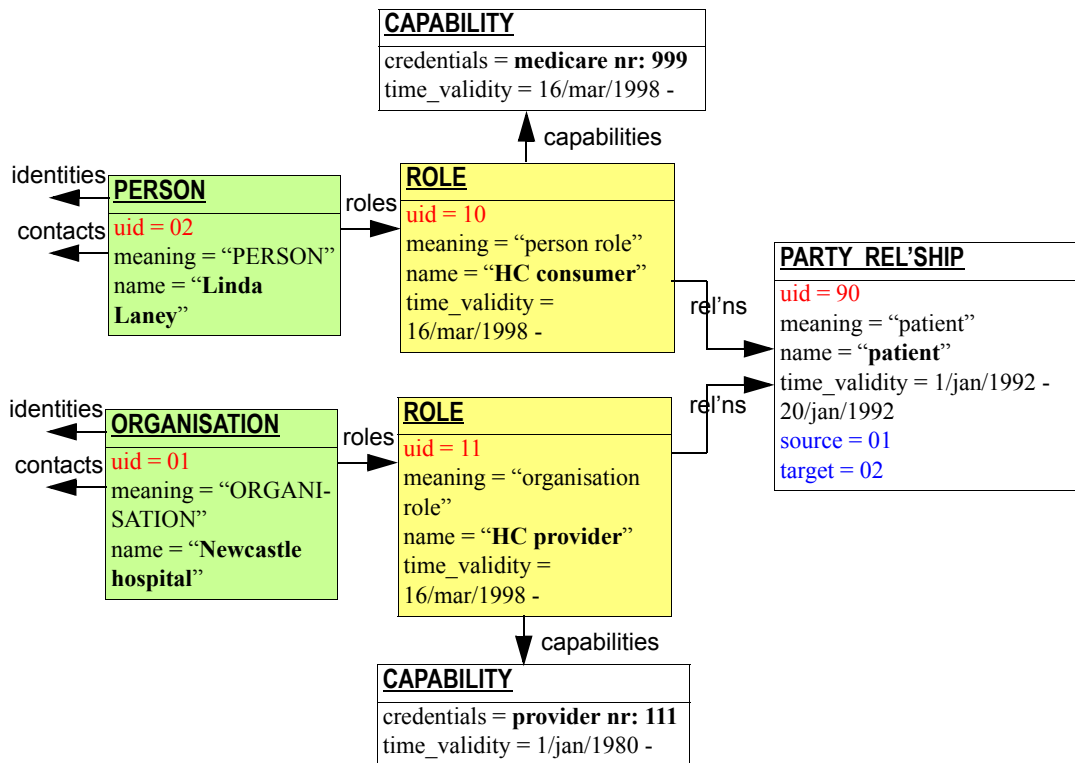 CAPABILITY
credentials = medicare nr: 999
time_validity = 16/mar/1998 -
capabilities
identities
contacts
PERSON
uid = 02
meaning = “PERSON”
name = “Linda
Laney”
roles
ROLE
uid = 10
meaning = “person role”
name = “HC consumer”
time_validity =
16/mar/1998 -
rel’ns
PARTY_REL’SHIP
uid = 90
meaning = “patient”
name = “patient”
time_validity = 1/jan/1992 -
20/jan/1992
source = 01
target = 02
identities
contacts
ORGANISATION
uid = 01
meaning = “ORGANI-
SATION”
name = “Newcastle
hospital”
roles
ROLE
uid = 11
meaning = “organisation
role”
name = “HC provider”
time_validity =
16/mar/1998 -
rel’ns
capabilities
CAPABILITY
credentials = provider nr: 111
time_validity = 1/jan/1980 -